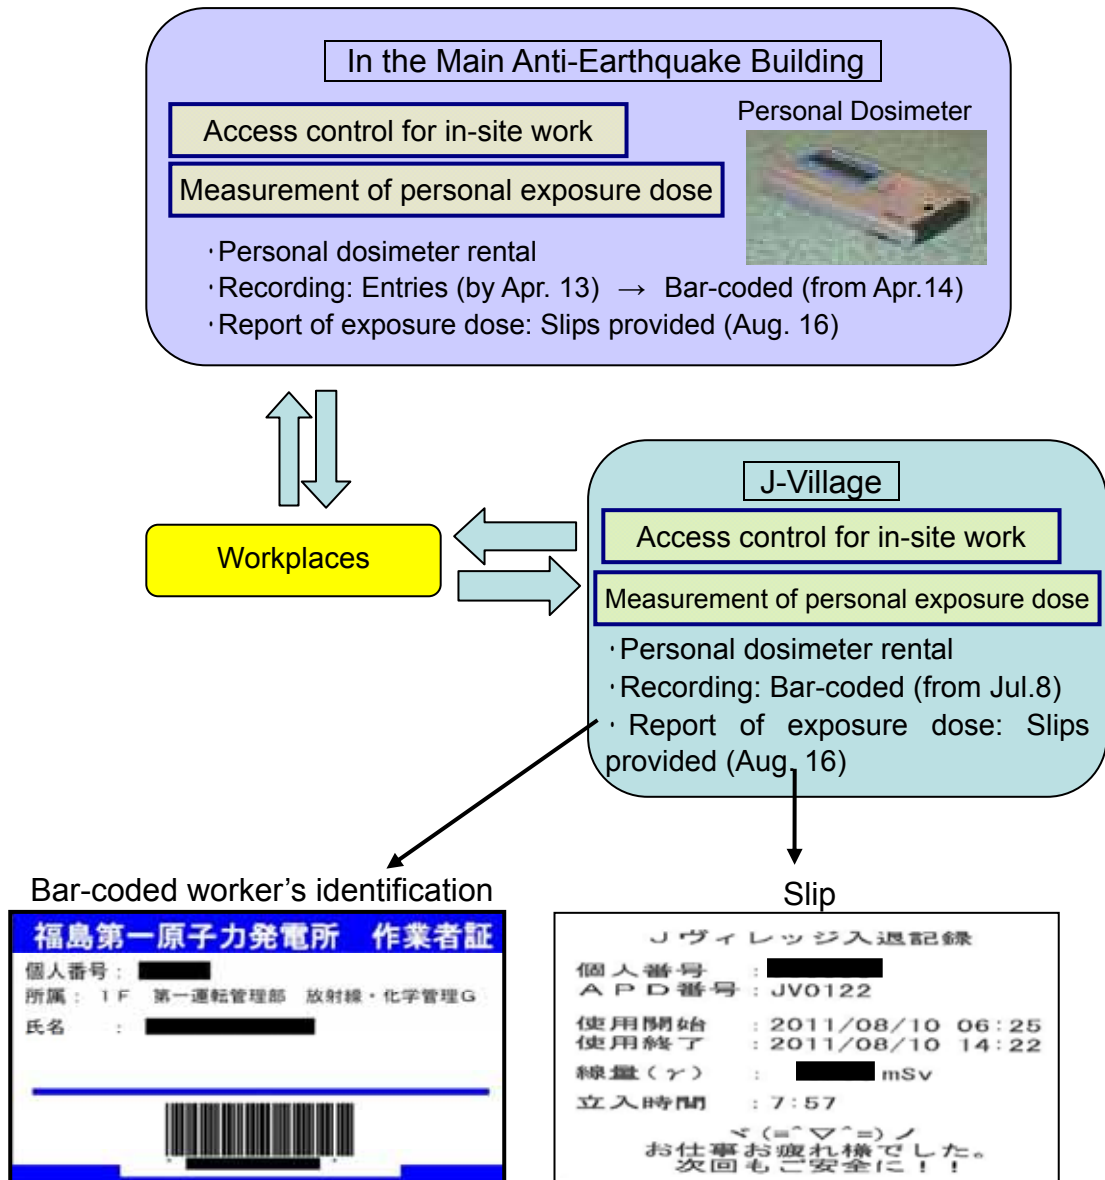 In the Main Anti-Earthquake Building
Access control for in-site work
Personal Dosimeter
Measurement of personal exposure dose
·Personal dosimeter rental
·Recording: Entries (by Apr. 13) → Bar-coded (from Apr.14)
·Report of exposure dose: Slips provided (Aug. 16)
Workplaces
J-Village
Access control for in-site work
Measurement of personal exposure dose
·Personal dosimeter rental
·Recording: Bar-coded (from Jul.8)
· Report of exposure dose: Slips
provided (Aug. 16)
Bar-coded worker's identification
福島第一原子力発電所 作業者証
個人番号:
所属: 1F 第一運転管理部 放射線・化学管理G
氏名 :
Slip
Jヴィレッジ入退記録
個人番号 :
APD番号:JV0122
使用開始 :2011/08/10 06:25
使用終了 :2011/08/10 14:22
線量(γ) : mSv
立入時間 :7:57
ヾ(=^▽^=)ノ
お仕事お疲れ様でした。
次回もご安全に!!